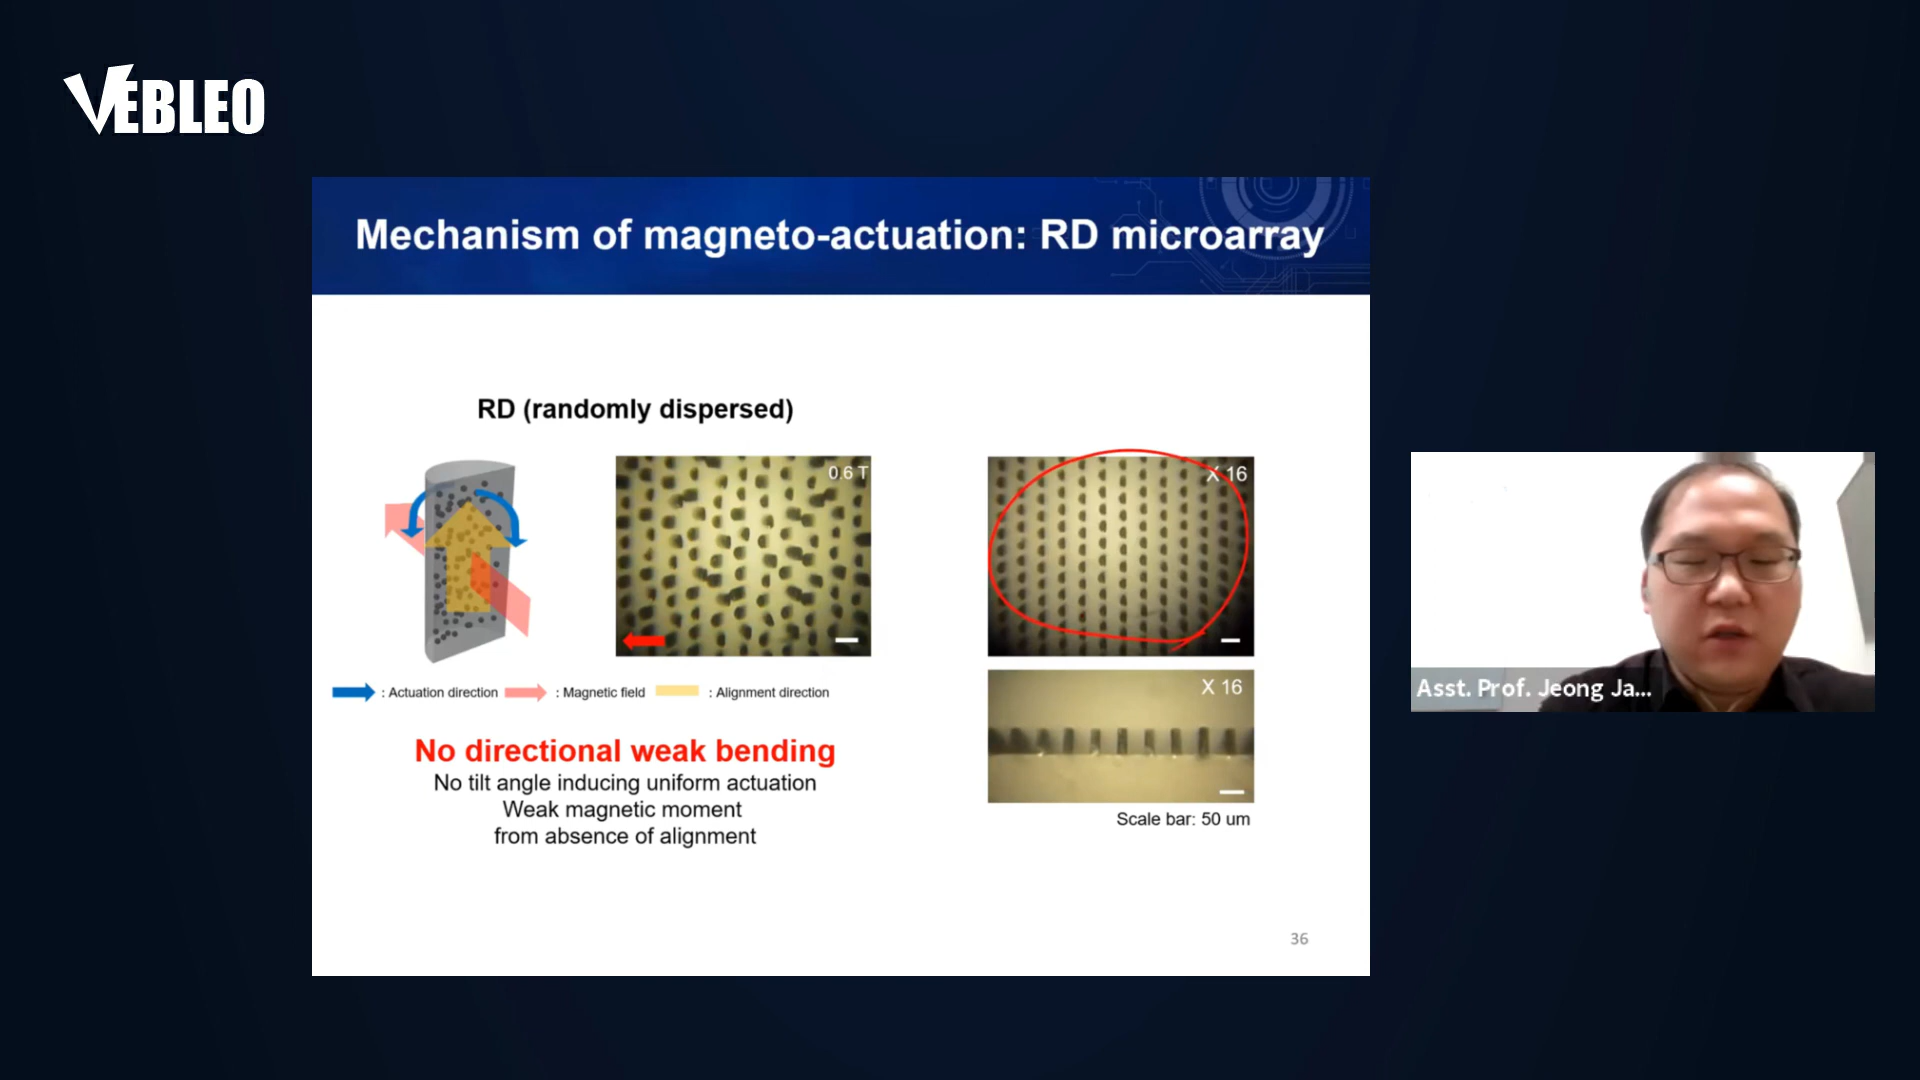 VEBLEO
Mechanism of magneto-actuation: RD microarray
RD (randomly dispersed)
0.6 T
X 16
: Actuation direction : Magnetic field : Alignment direction
X 16
No directional weak bending
No tilt angle inducing uniform actuation
Weak magnetic moment
from absence of alignment
Scale bar: 50 um
36
Asst. Prof. Jeong Ja...